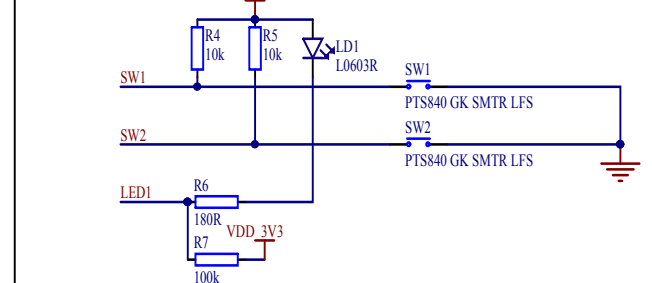 R4
10k
R5
10k
LD1
L0603R
SW1
SW1
PTS840 GK SMTR LFS
SW2
SW2
PTS840 GK SMTR LFS
LED1
R6
180R
R7
VDD_3V3
100k